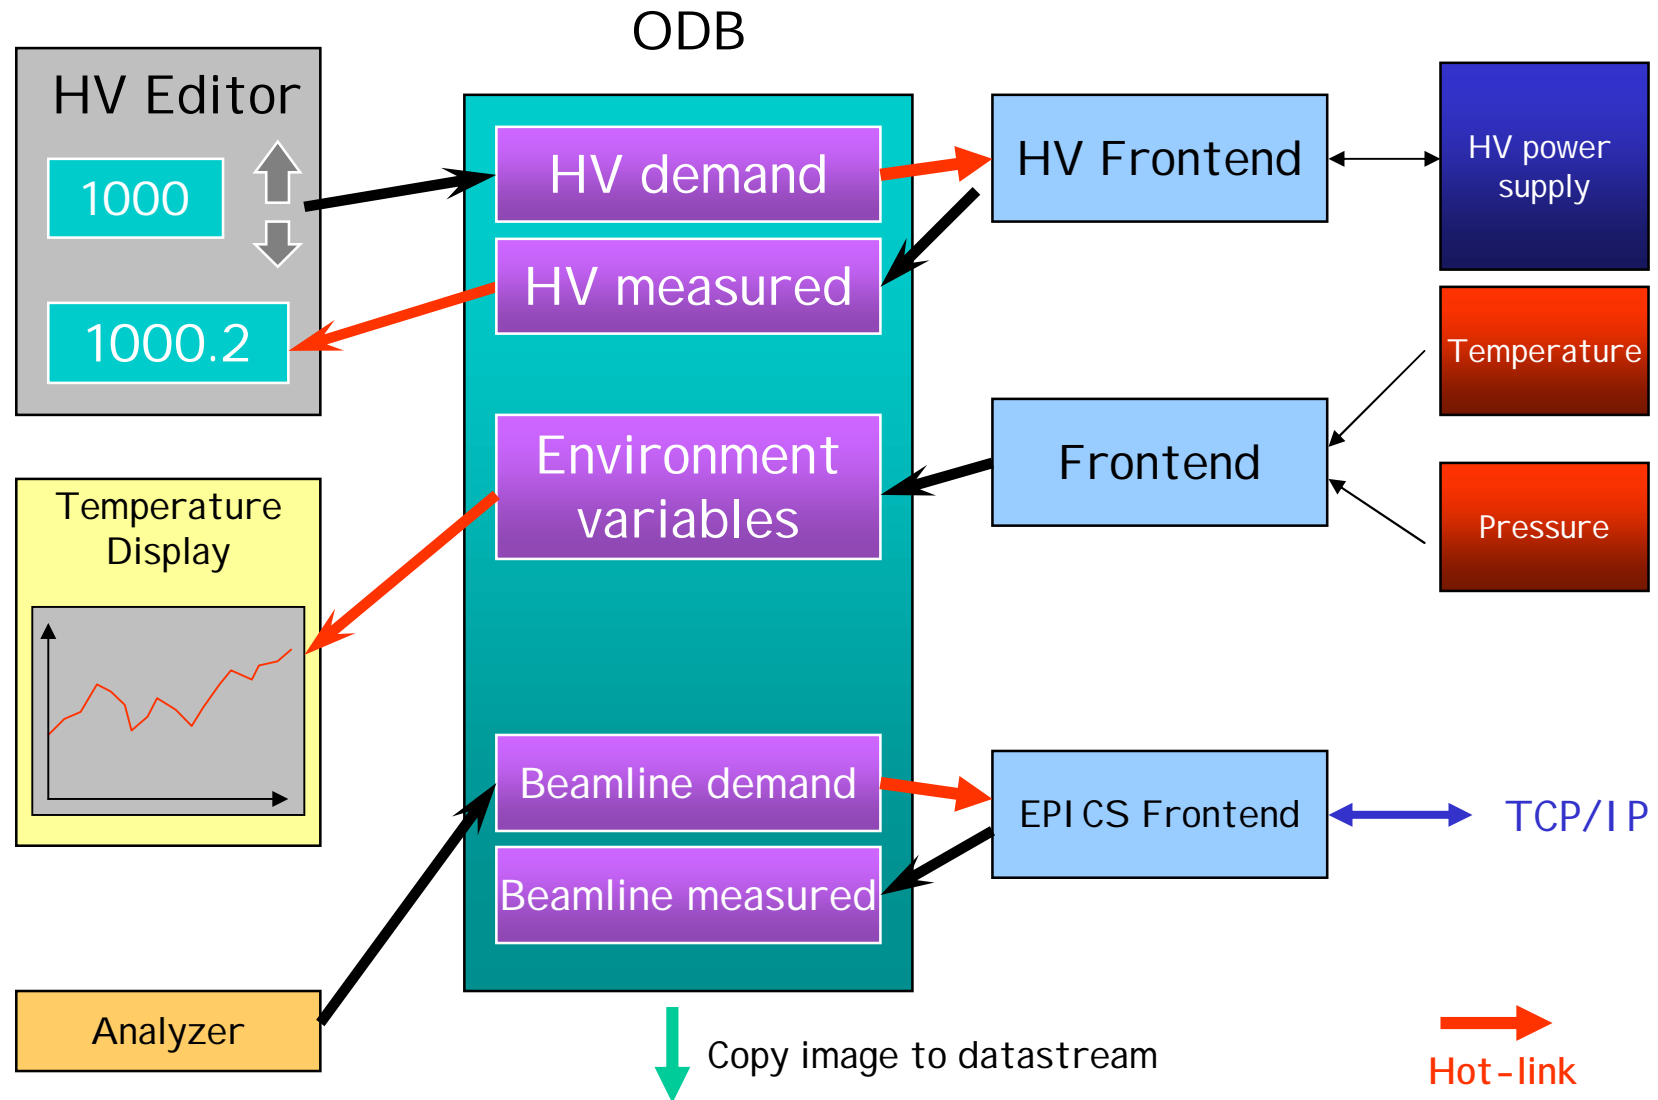 ODB
HV Editor
1000
1000.2
HV demand
HV measured
HV Frontend
HV power
supply
Temperature
Environment
variables
Frontend
Pressure
Temperature
Display
Beamline demand
Beamline measured
EPICS Frontend
TCP/IP
Analyzer
Copy image to datastream
Hot-link